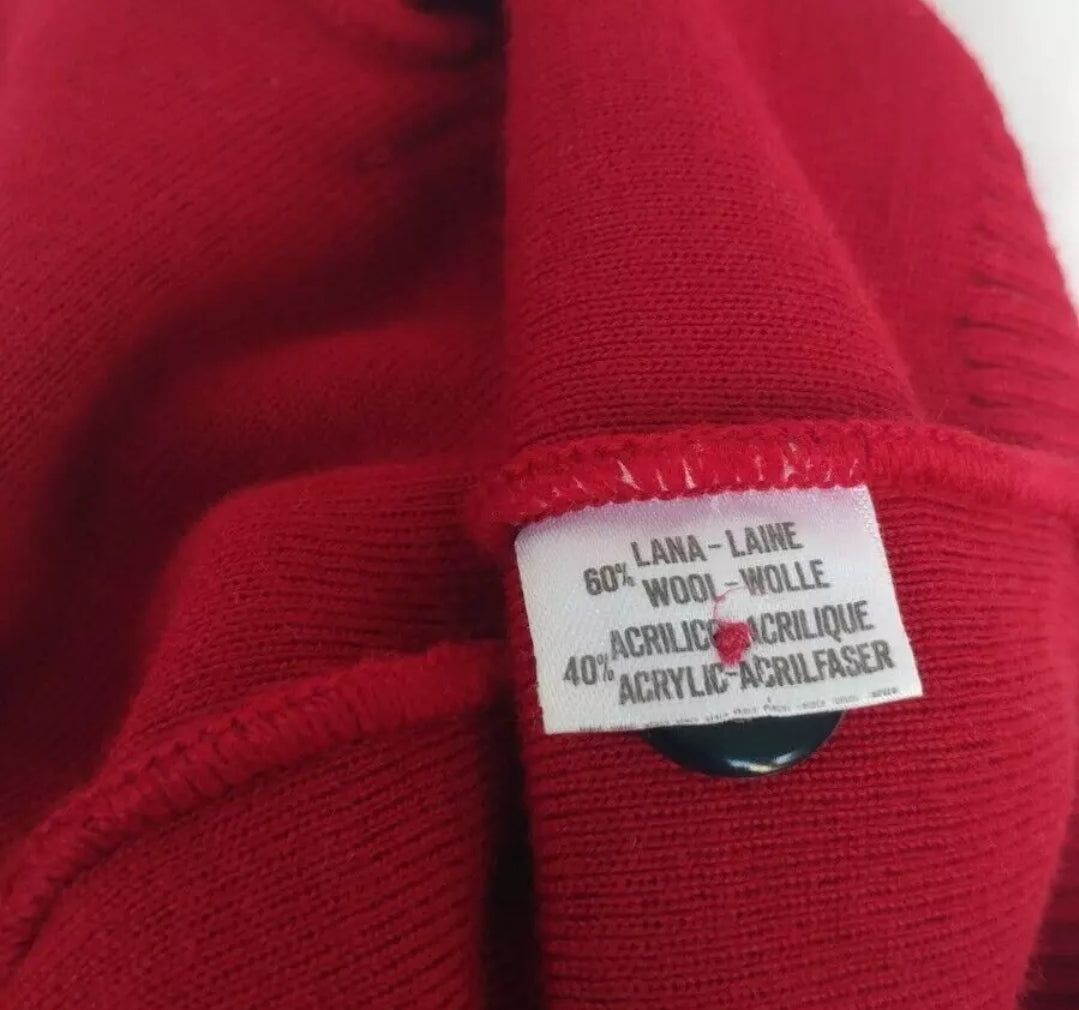 60% LANA-LAINE
WOOL-WOLLE
40% ACRILICO ACRILIQUE
ACRYLIC-ACRILFASER